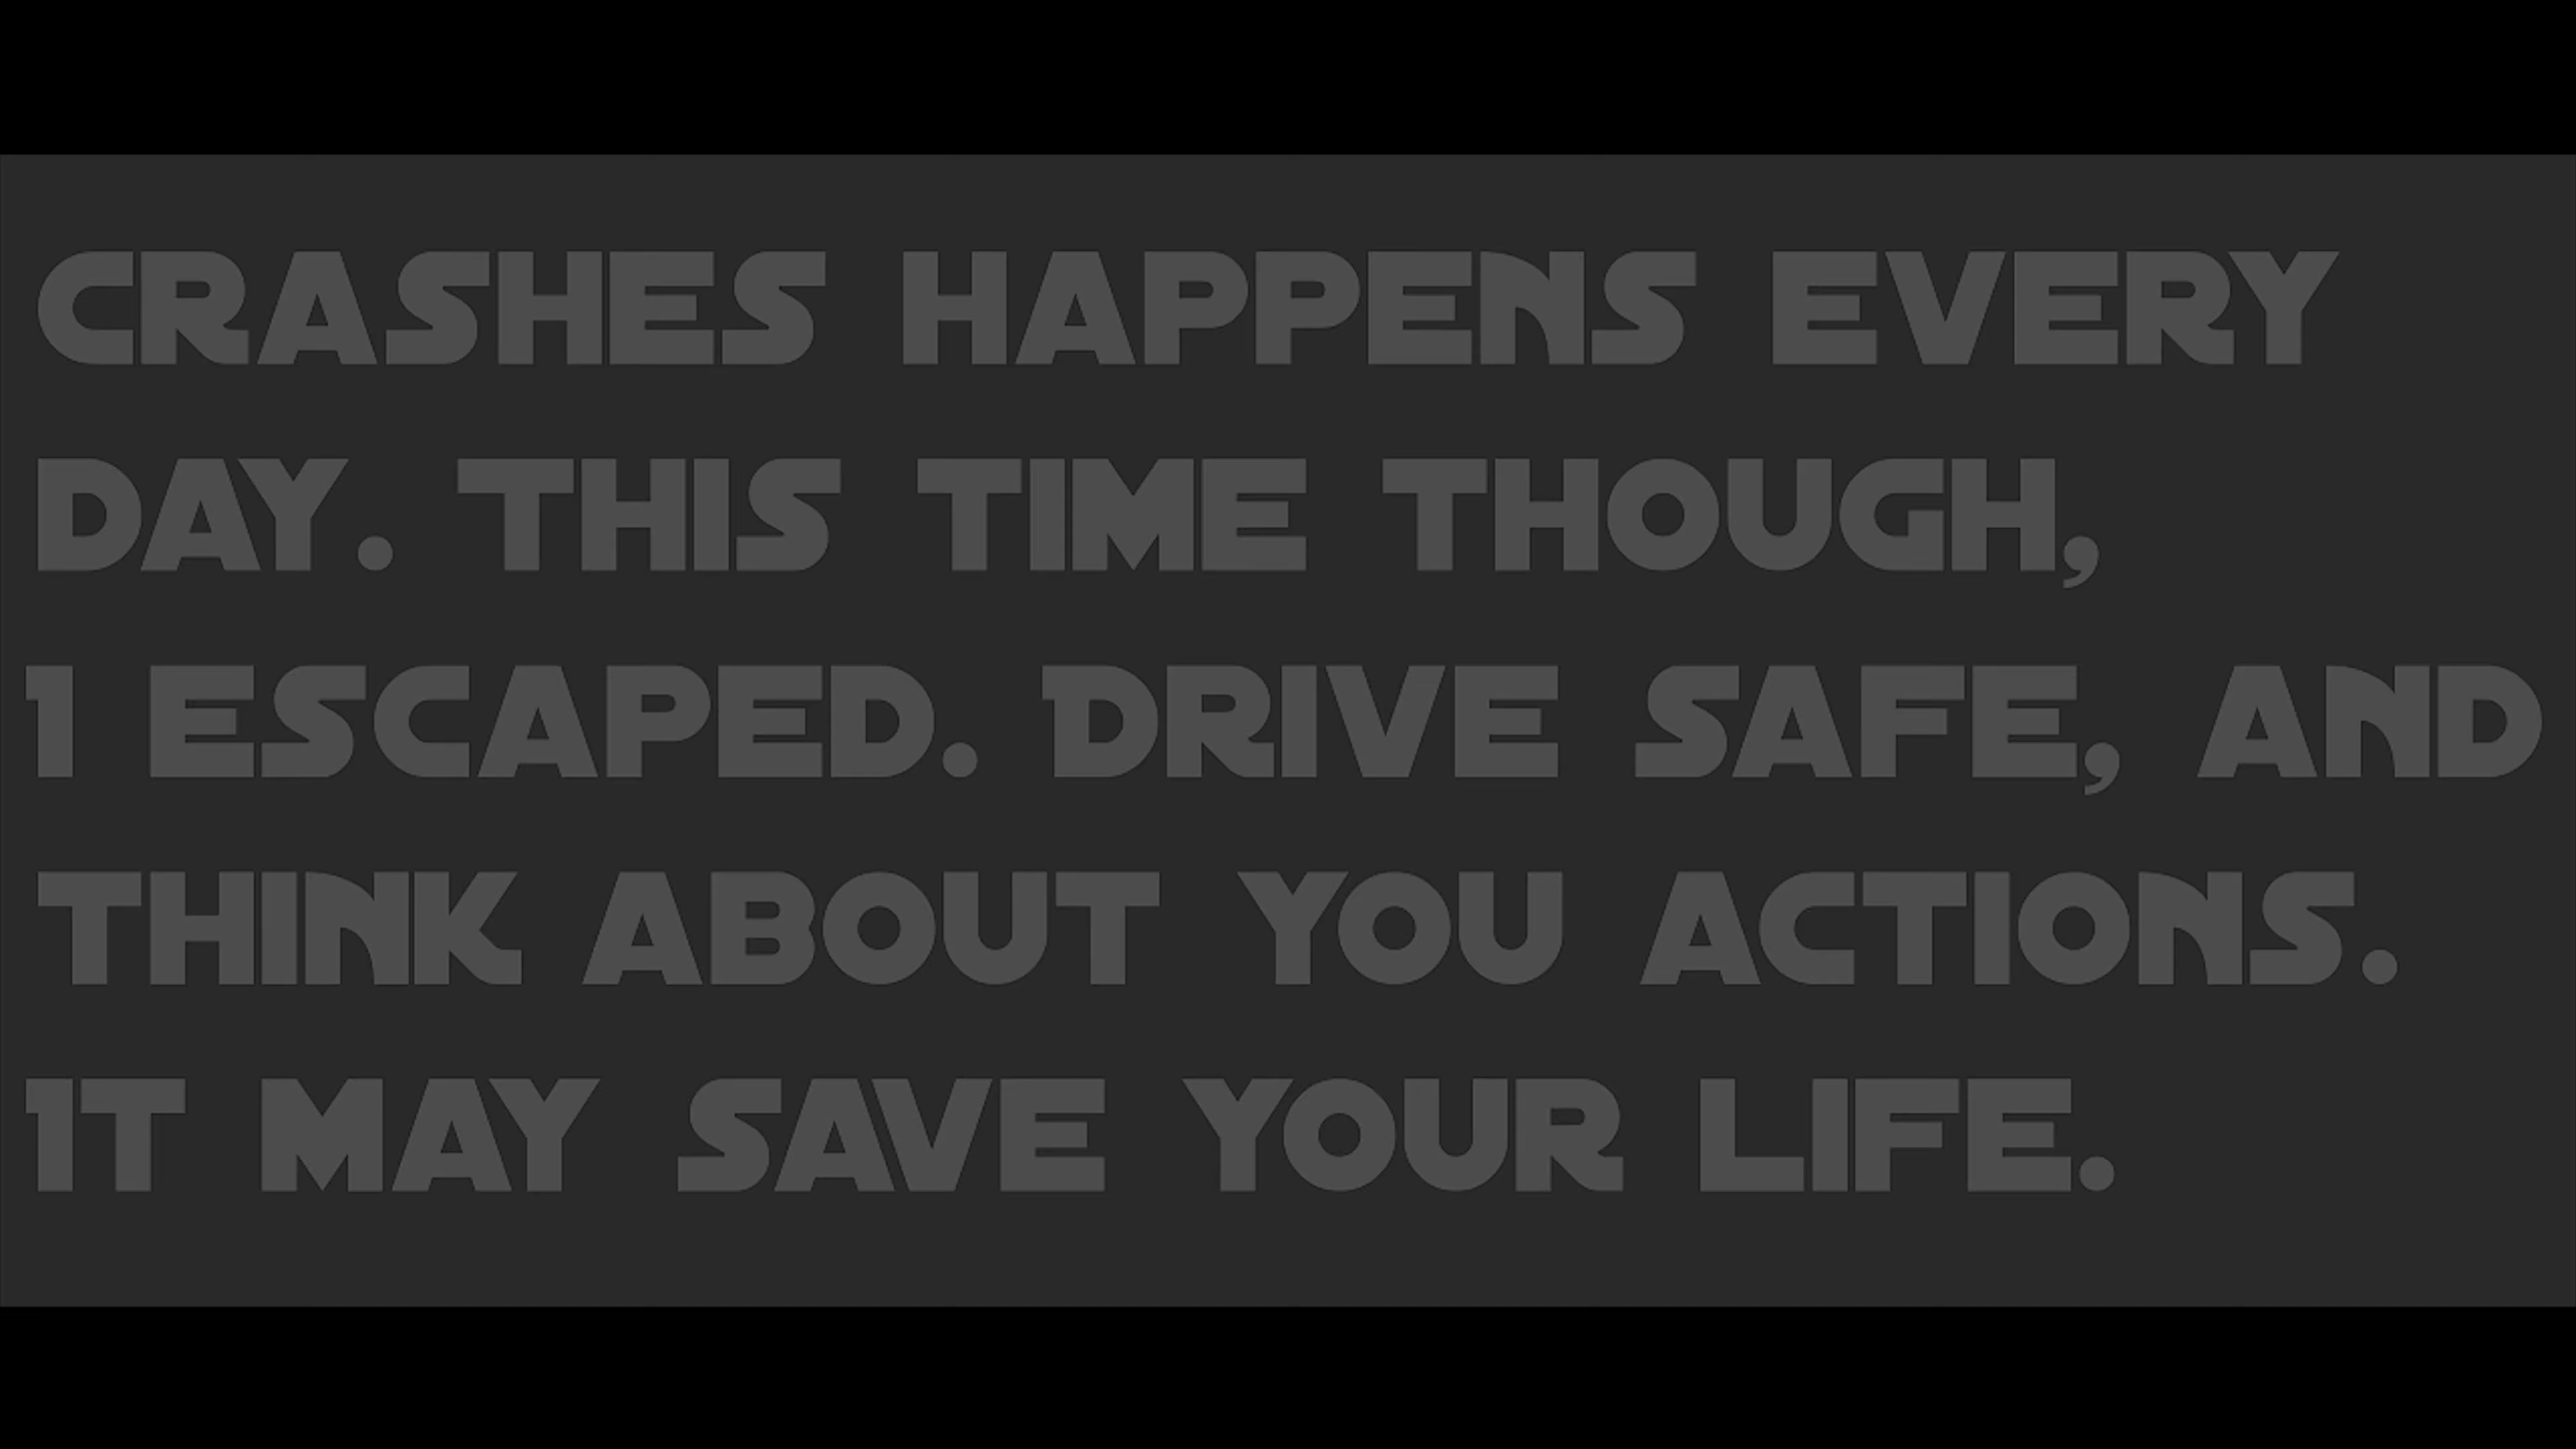 CRASHES HAPPENS EVERY
DAY. THIS TIME THOUGH,
I ESCAPED. DRIVE SAFE, AND
THINK ABOUT YOU ACTIONS.
IT MAY SAVE YOUR LIFE.